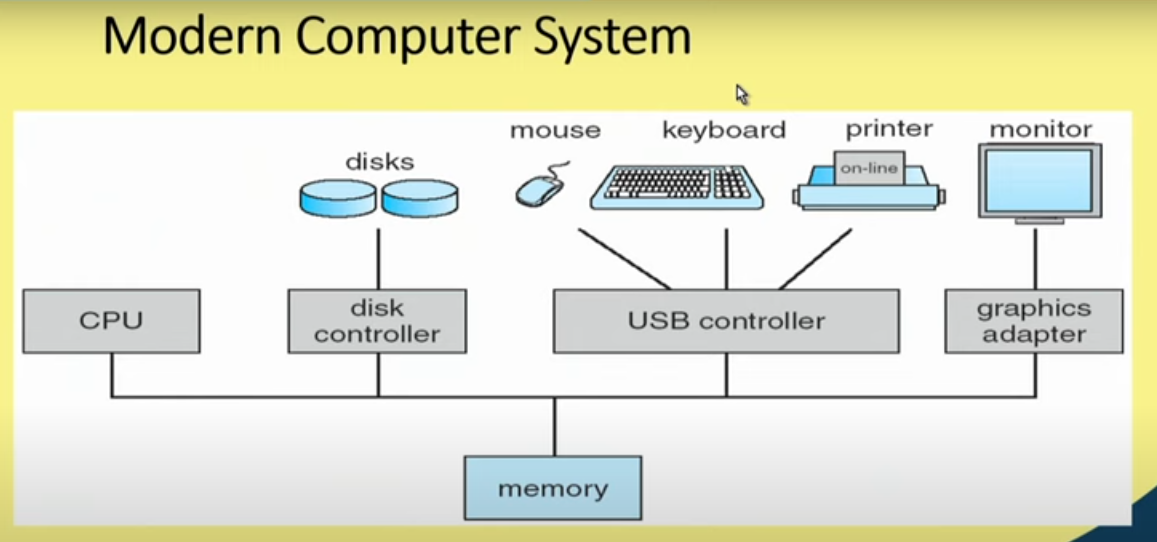 Modern Computer System
mouse
keyboard
printer
monitor
disks
on-line
CPU
disk
controller
USB controller
graphics
adapter
memory